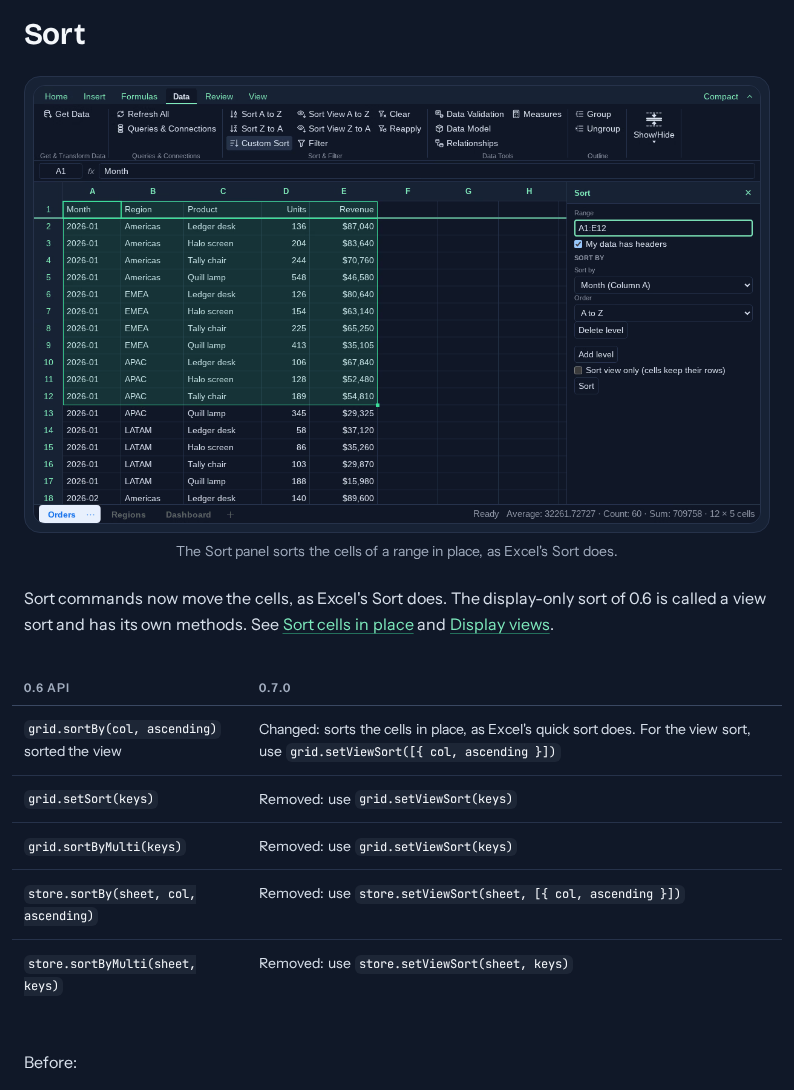 Sort
Home Insert Formulas Data Review View Compact
Get Data Refresh All Sort A to Z Sort View A to Z Clear Data Validation Measures Group
Queries & Connections Sort Z to A Sort View Z to A Reapply Data Model Ungroup Show/Hide
Custom Sort Filter Relationships
Get & Transform Data Queries & Connections Sort & Filter Data Tools Outline
A1 fx Month
A B C D E F G H Sort
1 Month Region Product Units Revenue
2 2026-01 Americas Ledger desk 136 $87,040
3 2026-01 Americas Halo screen 204 $83,640
4 2026-01 Americas Tally chair 244 $70,760
5 2026-01 Americas Quill lamp 548 $46,580
6 2026-01 EMEA Ledger desk 126 $80,640
7 2026-01 EMEA Halo screen 154 $63,140
8 2026-01 EMEA Tally chair 225 $65,250
9 2026-01 EMEA Quill lamp 413 $35,105
10 2026-01 APAC Ledger desk 106 $67,840
11 2026-01 APAC Halo screen 128 $52,480
12 2026-01 APAC Tally chair 189 $54,810
13 2026-01 APAC Quill lamp 345 $29,325
14 2026-01 LATAM Ledger desk 58 $37,120
15 2026-01 LATAM Halo screen 86 $35,260
16 2026-01 LATAM Tally chair 103 $29,870
17 2026-01 LATAM Quill lamp 188 $15,980
18 2026-02 Americas Ledger desk 140 $89,600
Range
A1:E12
My data has headers
SORT BY
Sort by
Month (Column A)
Order
A to Z
Delete level
Add level
Sort view only (cells keep their rows)
Sort
Orders ··· Regions Dashboard + Ready Average: 32261.72727 · Count: 60 · Sum: 709758 · 12 × 5 cells
The Sort panel sorts the cells of a range in place, as Excel's Sort does.
Sort commands now move the cells, as Excel's Sort does. The display-only sort of 0.6 is called a view
sort and has its own methods. See Sort cells in place and Display views.
0.6 API 0.7.0
grid.sortBy(col, ascending) Changed: sorts the cells in place, as Excel's quick sort does. For the view sort,
sorted the view use grid.setViewSort([{ col, ascending }])
grid.setSort(keys) Removed: use grid.setViewSort(keys)
grid.sortByMulti(keys) Removed: use grid.setViewSort(keys)
store.sortBy(sheet, col, Removed: use store.setViewSort(sheet, [{ col, ascending }])
ascending)
store.sortByMulti(sheet, Removed: use store.setViewSort(sheet, keys)
keys)
Before: